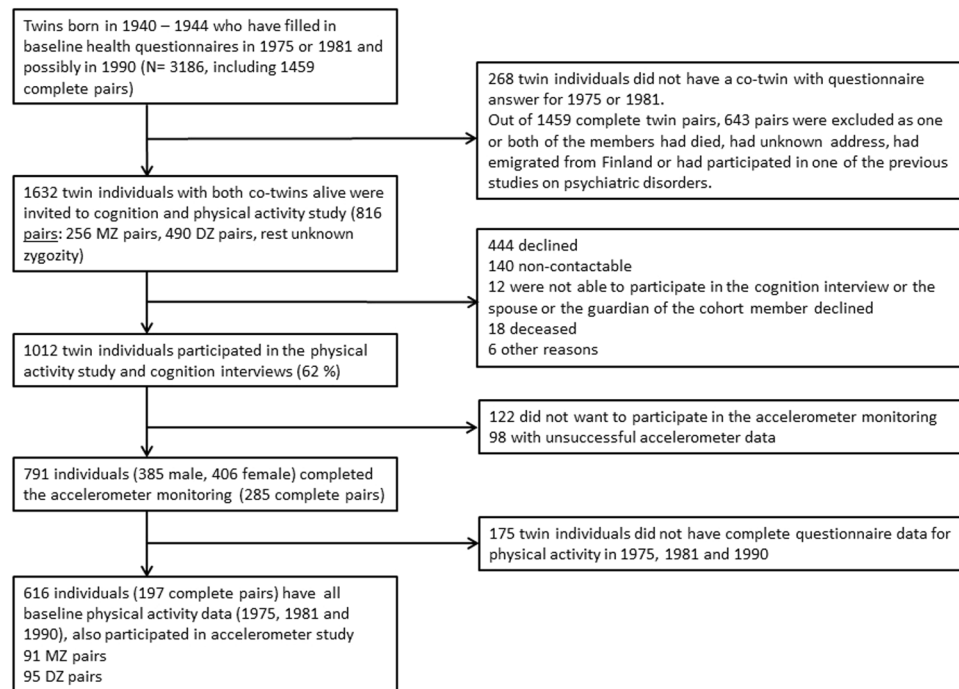 Twins born in 1940 – 1944 who have filled in
baseline health questionnaires in 1975 or 1981 and
possibly in 1990 (N= 3186, including 1459
complete pairs)
268 twin individuals did not have a co-twin with questionnaire
answer for 1975 or 1981.
Out of 1459 complete twin pairs, 643 pairs were excluded as one
or both of the members had died, had unknown address, had
emigrated from Finland or had participated in one of the previous
studies on psychiatric disorders.
1632 twin individuals with both co-twins alive were
invited to cognition and physical activity study (816
pairs: 256 MZ pairs, 490 DZ pairs, rest unknown
zygozity)
444 declined
140 non-contactable
12 were not able to participate in the cognition interview or the
spouse or the guardian of the cohort member declined
18 deceased
6 other reasons
1012 twin individuals participated in the physical
activity study and cognition interviews (62 %)
122 did not want to participate in the accelerometer monitoring
98 with unsuccessful accelerometer data
791 individuals (385 male, 406 female) completed
the accelerometer monitoring (285 complete pairs)
175 twin individuals did not have complete questionnaire data for
physical activity in 1975, 1981 and 1990
616 individuals (197 complete pairs) have all
baseline physical activity data (1975, 1981 and
1990), also participated in accelerometer study
91 MZ pairs
95 DZ pairs